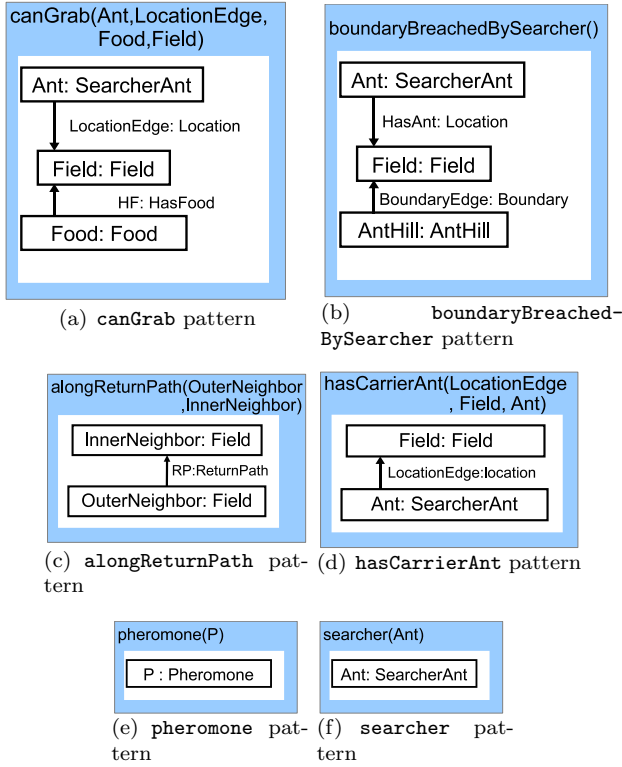 canGrab(Ant,LocationEdge,
Food,Field)
Ant: SearcherAnt
LocationEdge: Location
Field: Field
HF: HasFood
Food: Food
(a) canGrab pattern
boundaryBreachedBySearcher()
Ant: SearcherAnt
HasAnt: Location
Field: Field
BoundaryEdge: Boundary
AntHill: AntHill
(b) boundaryBreached-
BySearcher pattern
alongReturnPath(OuterNeighbor
,InnerNeighbor)
InnerNeighbor: Field
RP:ReturnPath
OuterNeighbor: Field
(c) alongReturnPath pat-
tern
hasCarrierAnt(LocationEdge
, Field, Ant)
Field: Field
LocationEdge:location
Ant: SearcherAnt
(d) hasCarrierAnt pattern
pheromone(P)
P : Pheromone
(e) pheromone pat-
tern
searcher(Ant)
Ant: SearcherAnt
(f) searcher pat-
tern